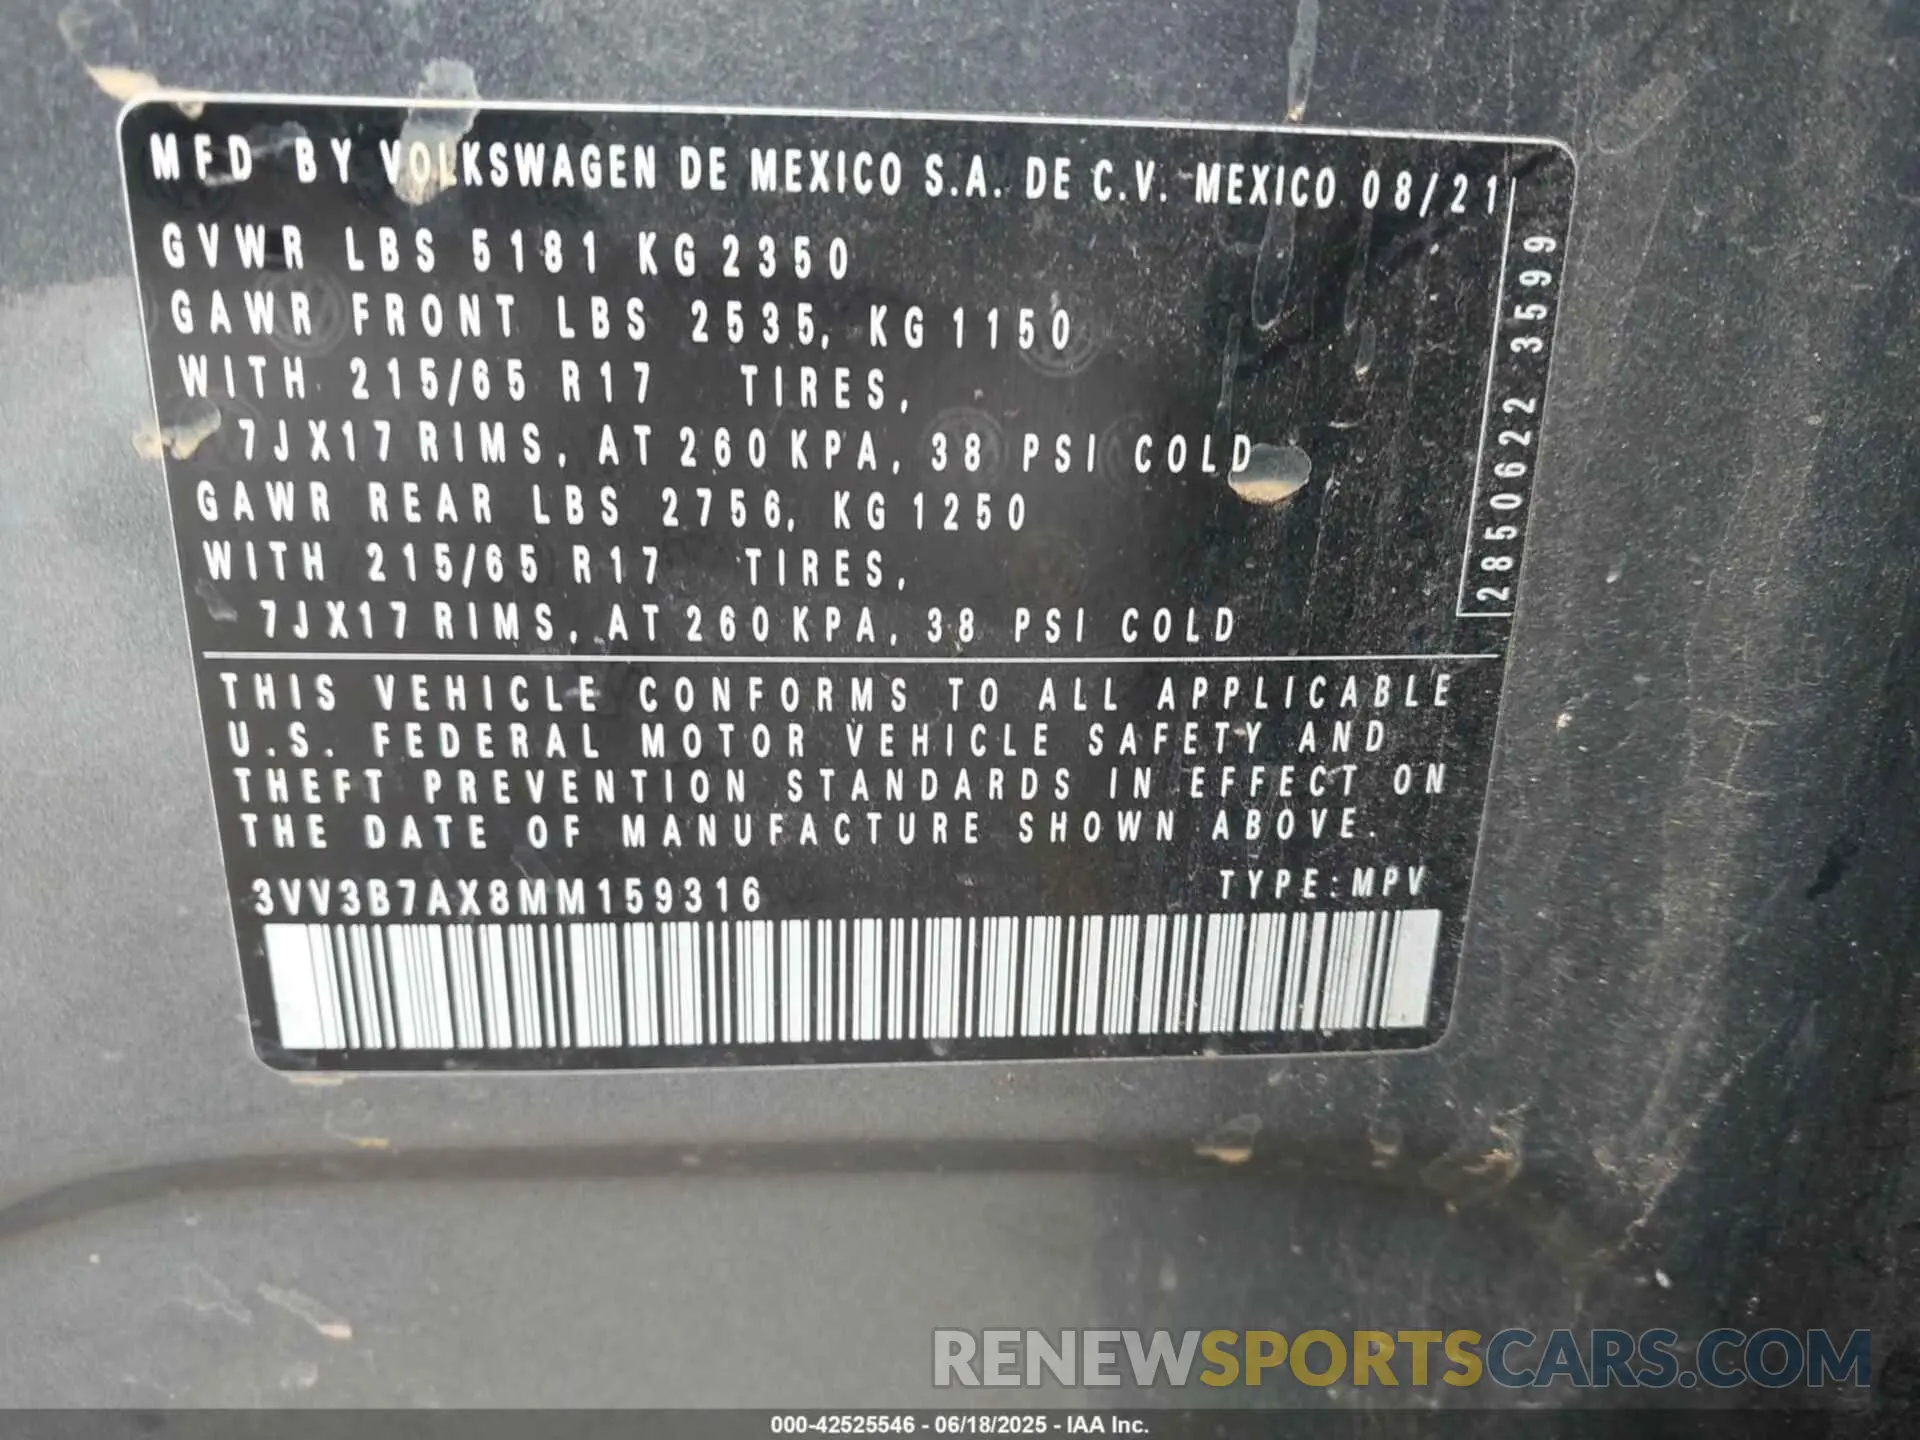 MFD BY VOLKSWAGEN DE MEXICO S.A. DE C.V. MEXICO 08/21
GVWR LBS 5181 KG 2350
GAWR FRONT LBS 2535, KG 1150
WITH 215/65 R17 TIRES,
7JX17 RIMS, AT 260 KPA, 38 PSI COLD
GAWR REAR LBS 2756, KG 1250
WITH 215/65 R17 TIRES,
7JX17 RIMS, AT 260 KPA, 38 PSI COLD
2850622 3599
THIS VEHICLE CONFORMS TO ALL APPLICABLE
U.S. FEDERAL MOTOR VEHICLE SAFETY AND
THEFT PREVENTION STANDARDS IN EFFECT ON
THE DATE OF MANUFACTURE SHOWN ABOVE.
3VV3B7AX8MM159316 TYPE: MPV
RENEWSPORTSCARS.COM
000-42525546 - 06/18/2025 - IAA Inc.